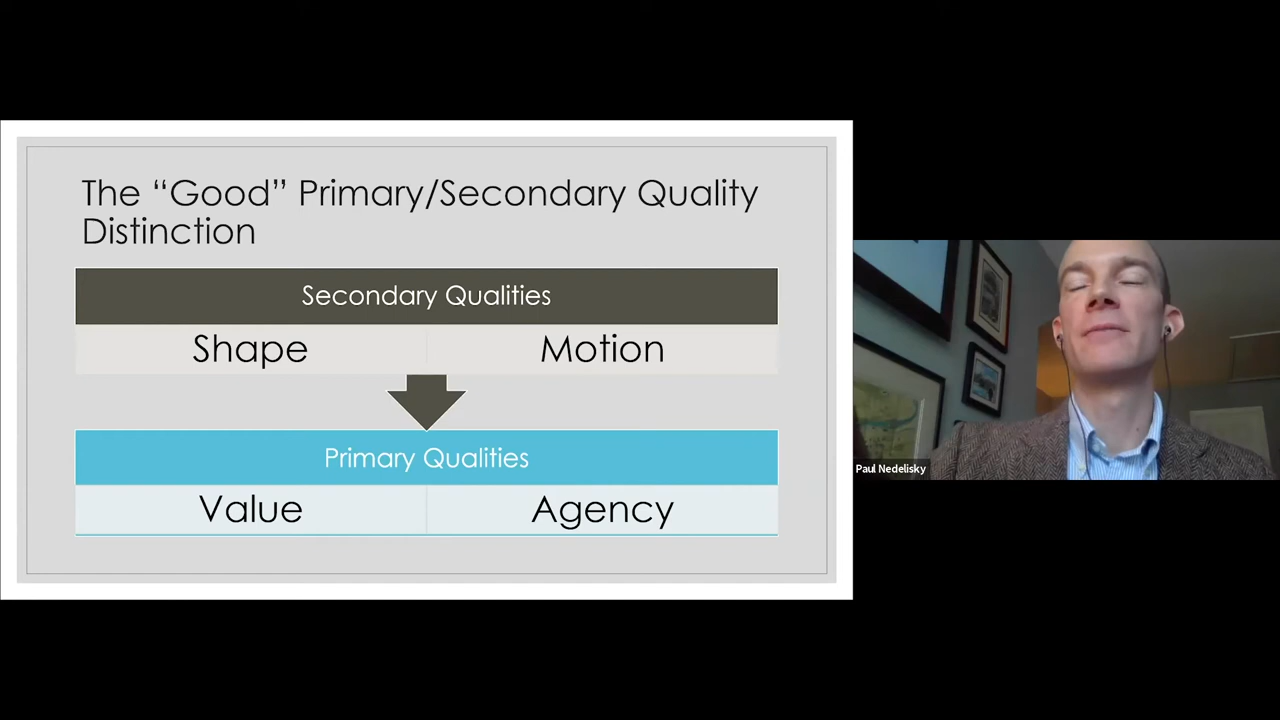 The “Good” Primary/Secondary Quality
Distinction
Secondary Qualities
Shape Motion
Primary Qualities
Value Agency
Paul Nedelisky